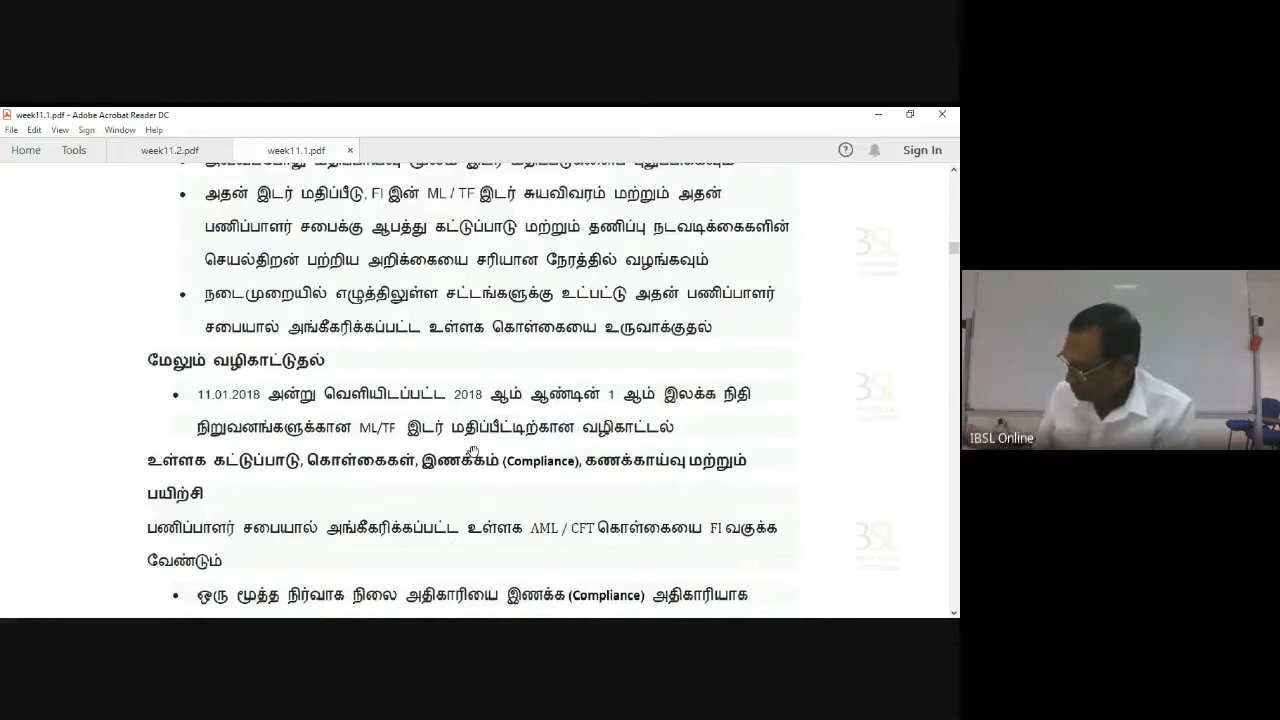 week11.1.pdf - Adobe Acrobat Reader DC
File Edit View Sign Window Help
Home Tools week11.2.pdf week11.1.pdf × Sign In
அதன் இடர் மதிப்பீடு, FI இன் ML / TF இடர் சுயவிவரம் மற்றும் அதன்
பணிப்பாளர் சபைக்கு ஆபத்து கட்டுப்பாடு மற்றும் தணிப்பு நடவடிக்கைகளின்
செயல்திறன் பற்றிய அறிக்கையை சரியான நேரத்தில் வழங்கவும்
நடைமுறையில் எழுத்திலுள்ள சட்டங்களுக்கு உட்பட்டு அதன் பணிப்பாளர்
சபையால் அங்கீகரிக்கப்பட்ட உள்ளக கொள்கையை உருவாக்குதல்
மேலும் வழிகாட்டுதல்
11.01.2018 அன்று வெளியிடப்பட்ட 2018 ஆம் ஆண்டின் 1 ஆம் இலக்க நிதி
நிறுவனங்களுக்கான ML/TF இடர் மதிப்பீட்டிற்கான வழிகாட்டல்
உள்ளக கட்டுப்பாடு, கொள்கைகள், இணக்கம் (Compliance), கணக்காய்வு மற்றும்
பயிற்சி
பணிப்பாளர் சபையால் அங்கீகரிக்கப்பட்ட உள்ளக AML / CFT கொள்கையை FI வகுக்க
வேண்டும்
ஒரு மூத்த நிர்வாக நிலை அதிகாரியை இணக்க (Compliance) அதிகாரியாக
IBSL Online